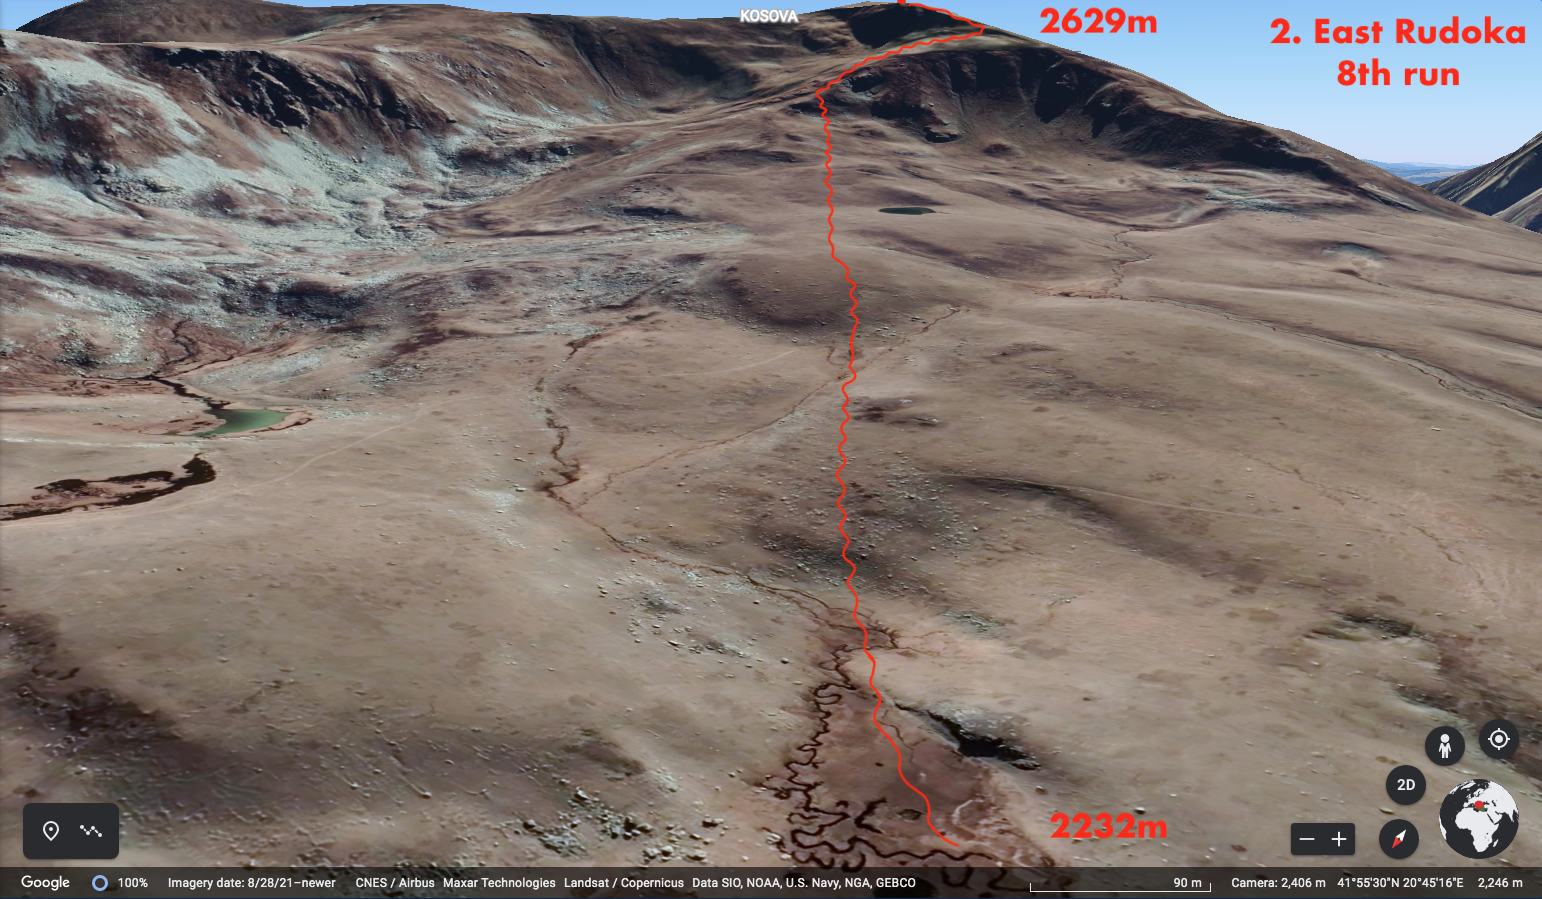 KOSOVA
2629m
2. East Rudoka
8th run
2232m
2D
Google
100%
Imagery date: 8/28/21–newer
CNES / Airbus Maxar Technologies Landsat / Copernicus Data SIO, NOAA, U.S. Navy, NGA, GEBCO
90 m
Camera: 2,406 m 41°55'30"N 20°45'16"E 2,246 m